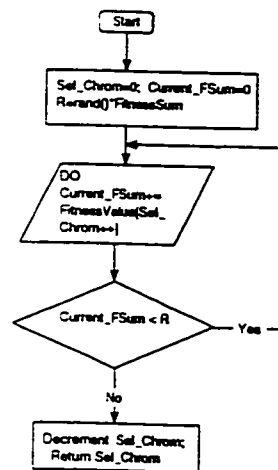 Start
Sel_Chrom=0; Current_FSum=0
R=rand()*FitnessSum
DO
Current_FSum+=
FitnessValue[Sel_
Chrom++]
Current_FSum < R
Yes
No
Decrement Sel_Chrom;
Return Sel_Chrom